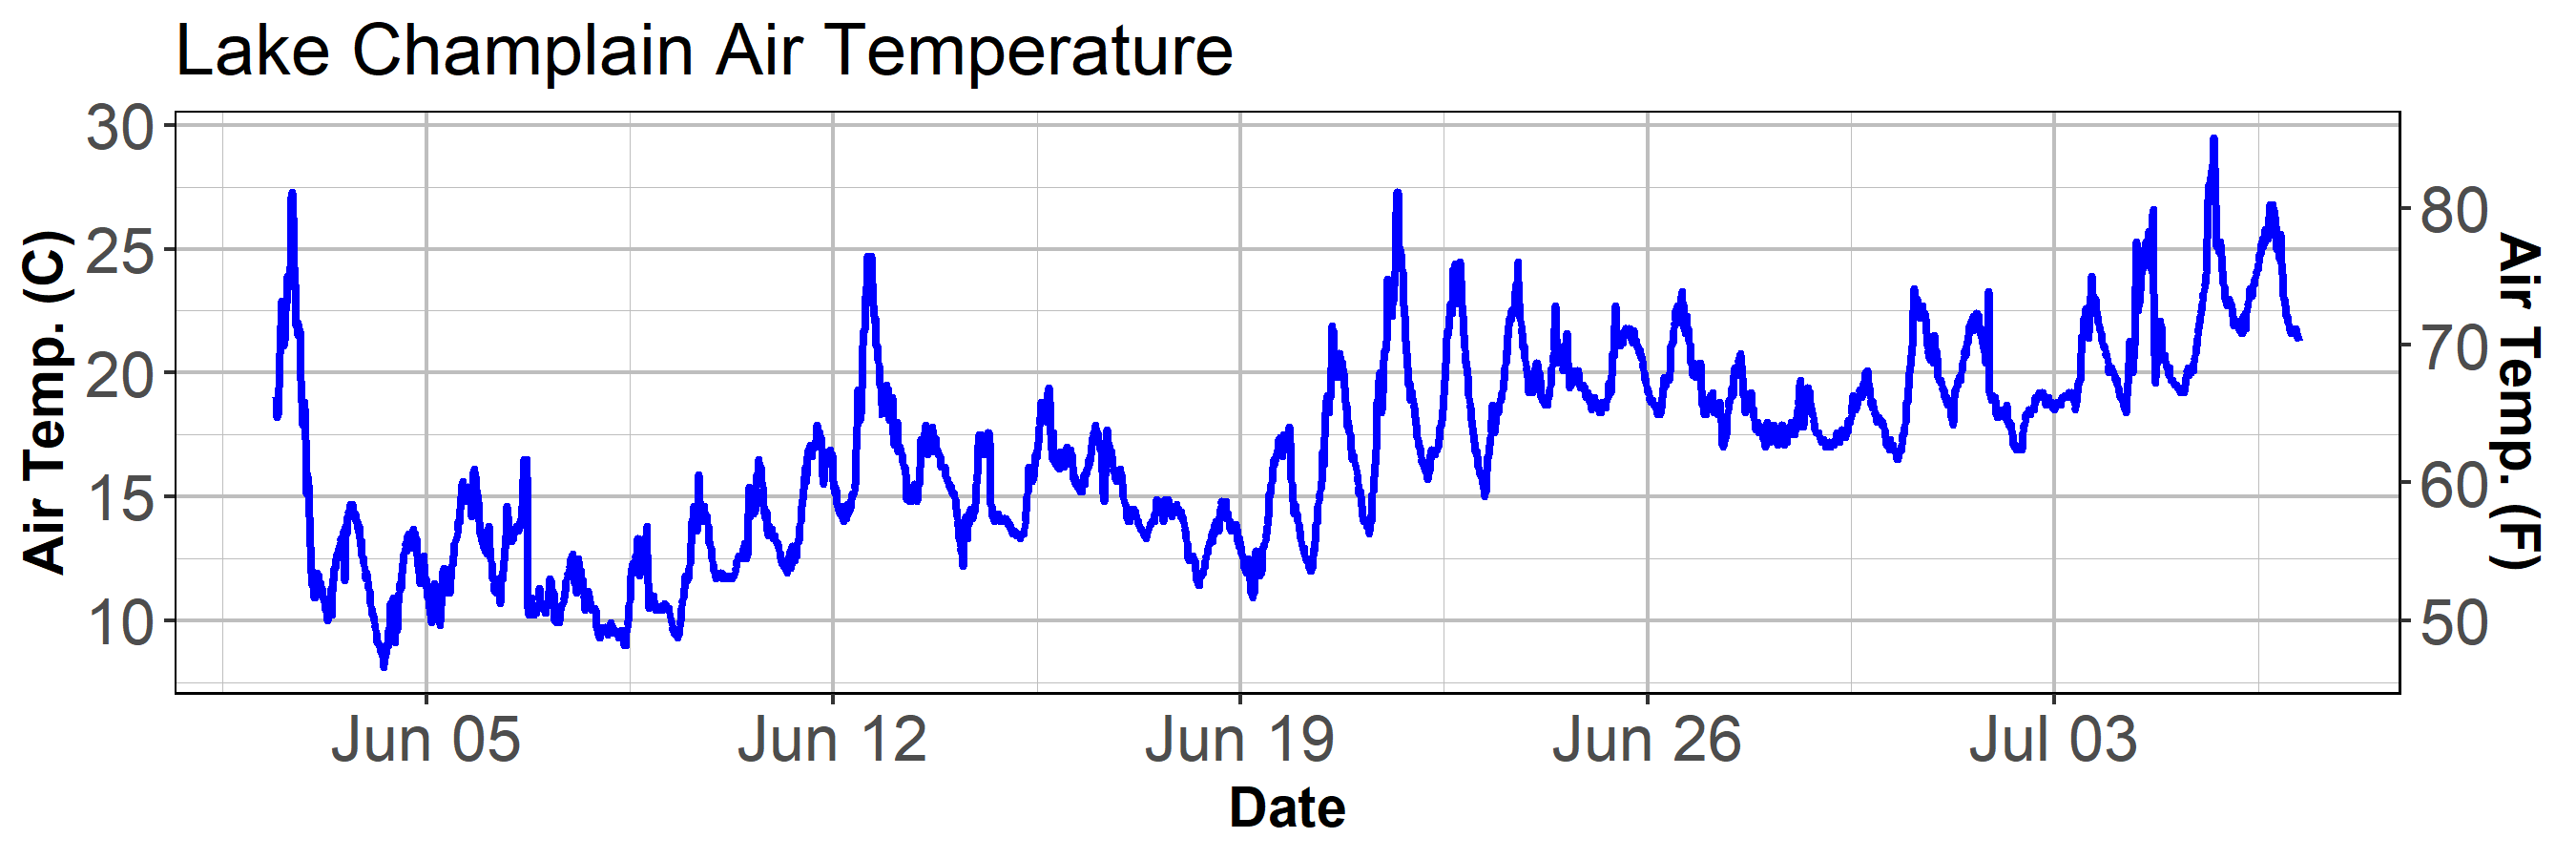 Lake Champlain Air Temperature
30
25
20
15
10
Air Temp. (C)
80
70
60
50
Air Temp. (F)
Jun 05
Jun 12
Jun 19
Jun 26
Jul 03
Date